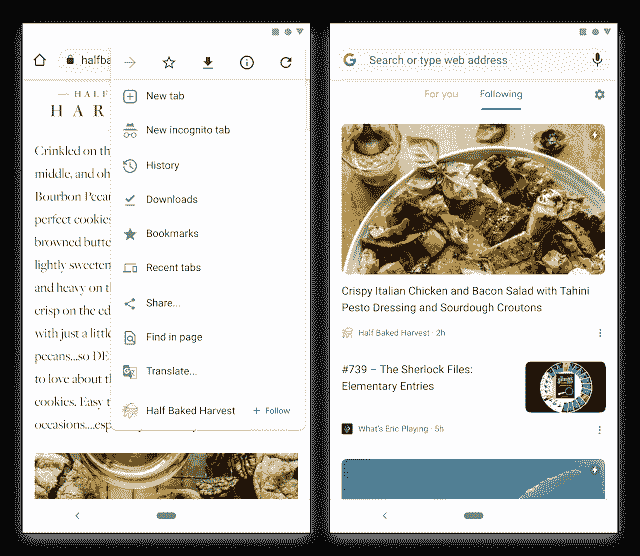 halfba
New tab
New incognito tab
History
Downloads
Bookmarks
Recent tabs
Share...
Find in page
Translate...
Half Baked Harvest
+ Follow
— HALF
HAR
Crinkled on th
middle, and oh
Bourbon Pecan
perfect cookies
browned butte
lightly sweeten
and heavy on t
crisp on the ed
with just a little
pecans...so DE
to love about t
cookies. Easy t
occasions...esp
Search or type web address
For you
Following
Crispy Italian Chicken and Bacon Salad with Tahini
Pesto Dressing and Sourdough Croutons
Half Baked Harvest · 2h
#739 – The Sherlock Files:
Elementary Entries
What's Eric Playing · 5h